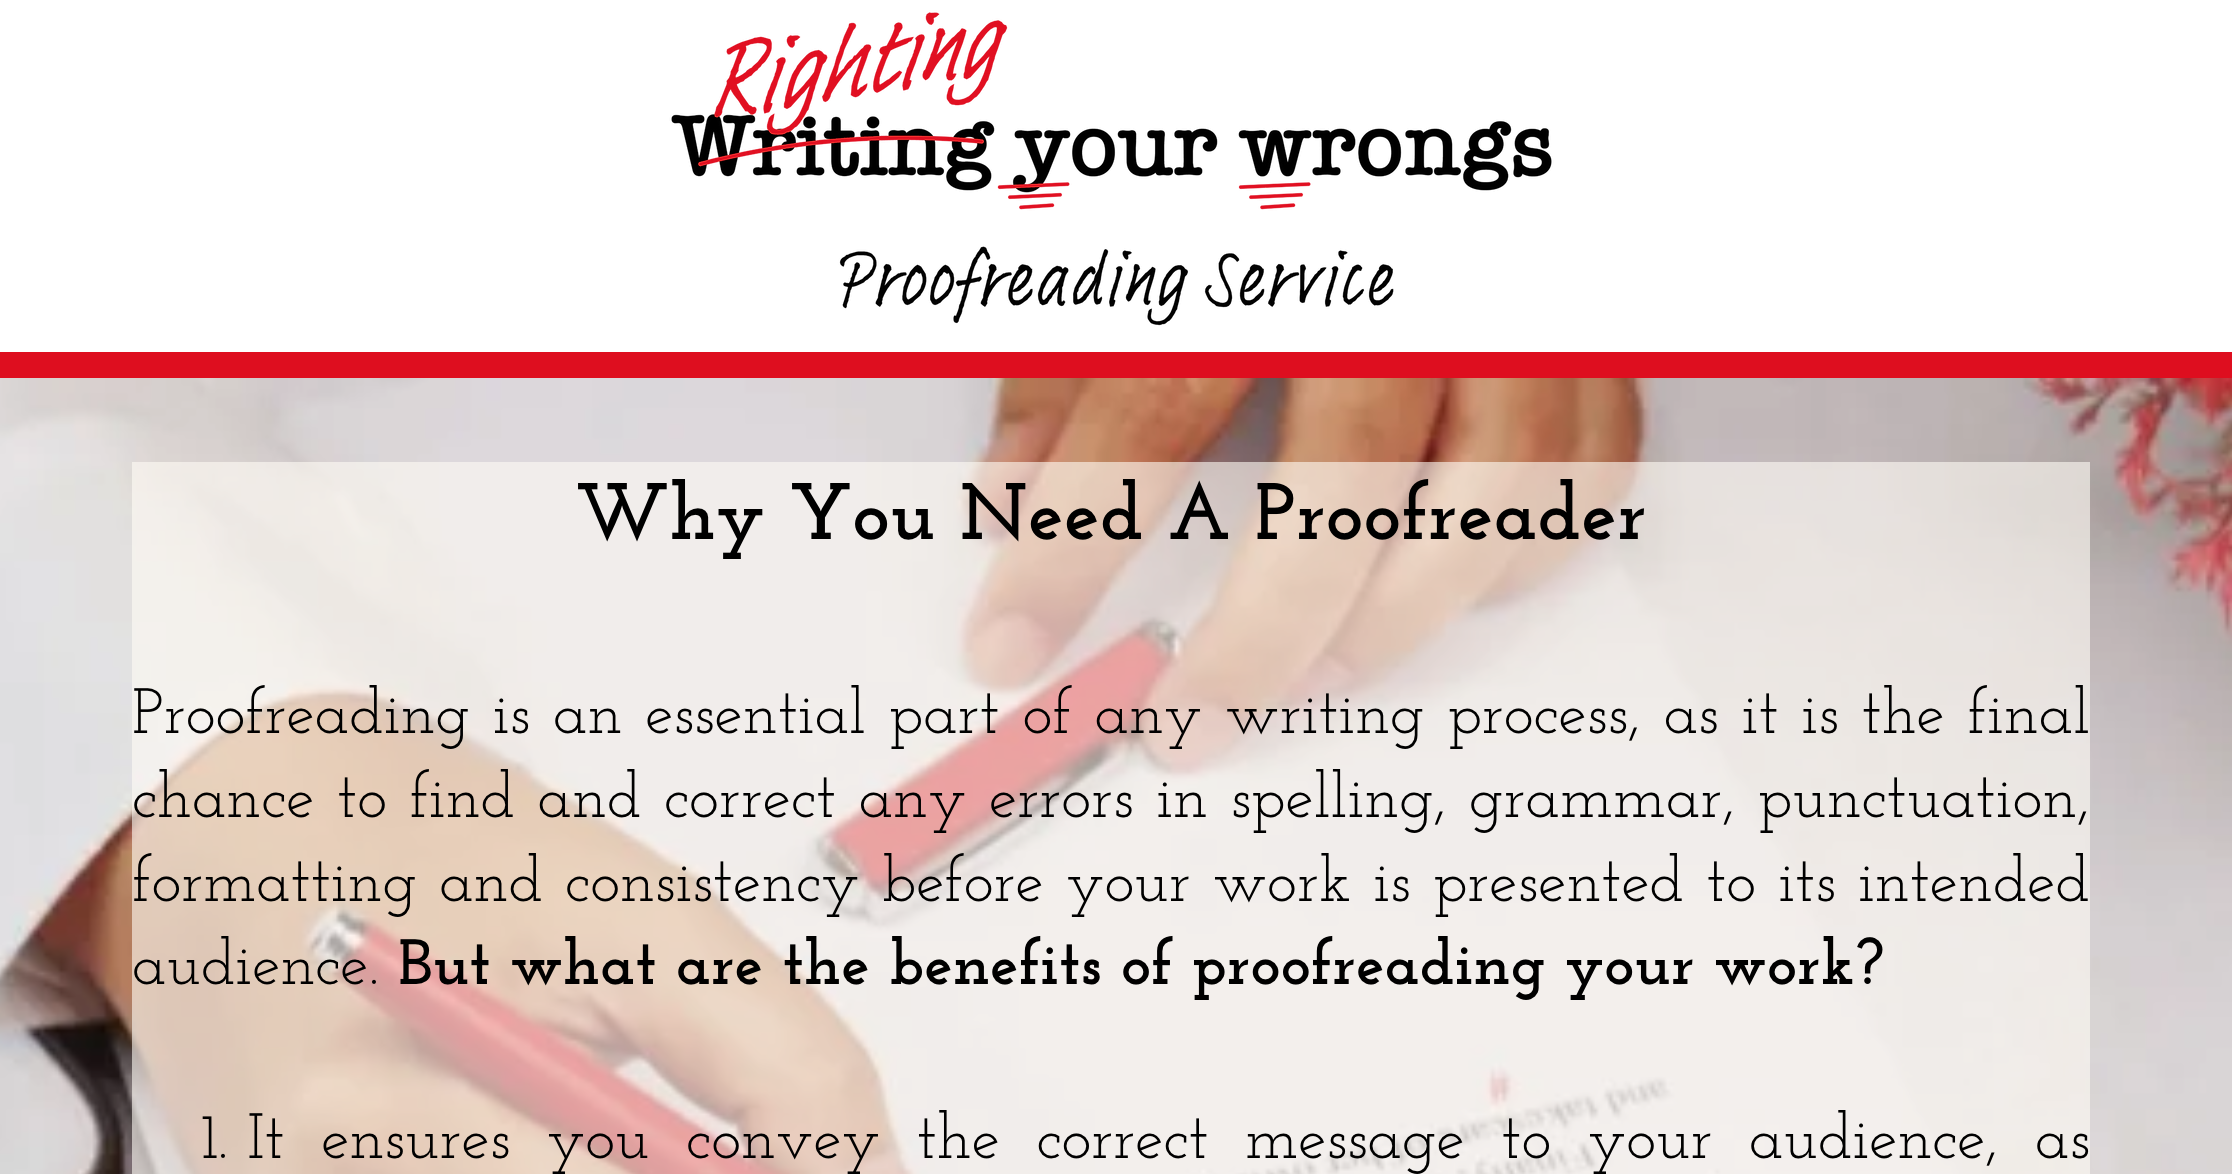 Righting
Writing your wrongs
Proofreading Service
Why You Need A Proofreader
Proofreading is an essential part of any writing process, as it is the final
chance to find and correct any errors in spelling, grammar, punctuation,
formatting and consistency before your work is presented to its intended
audience. But what are the benefits of proofreading your work?
1. It ensures you convey the correct message to your audience, as